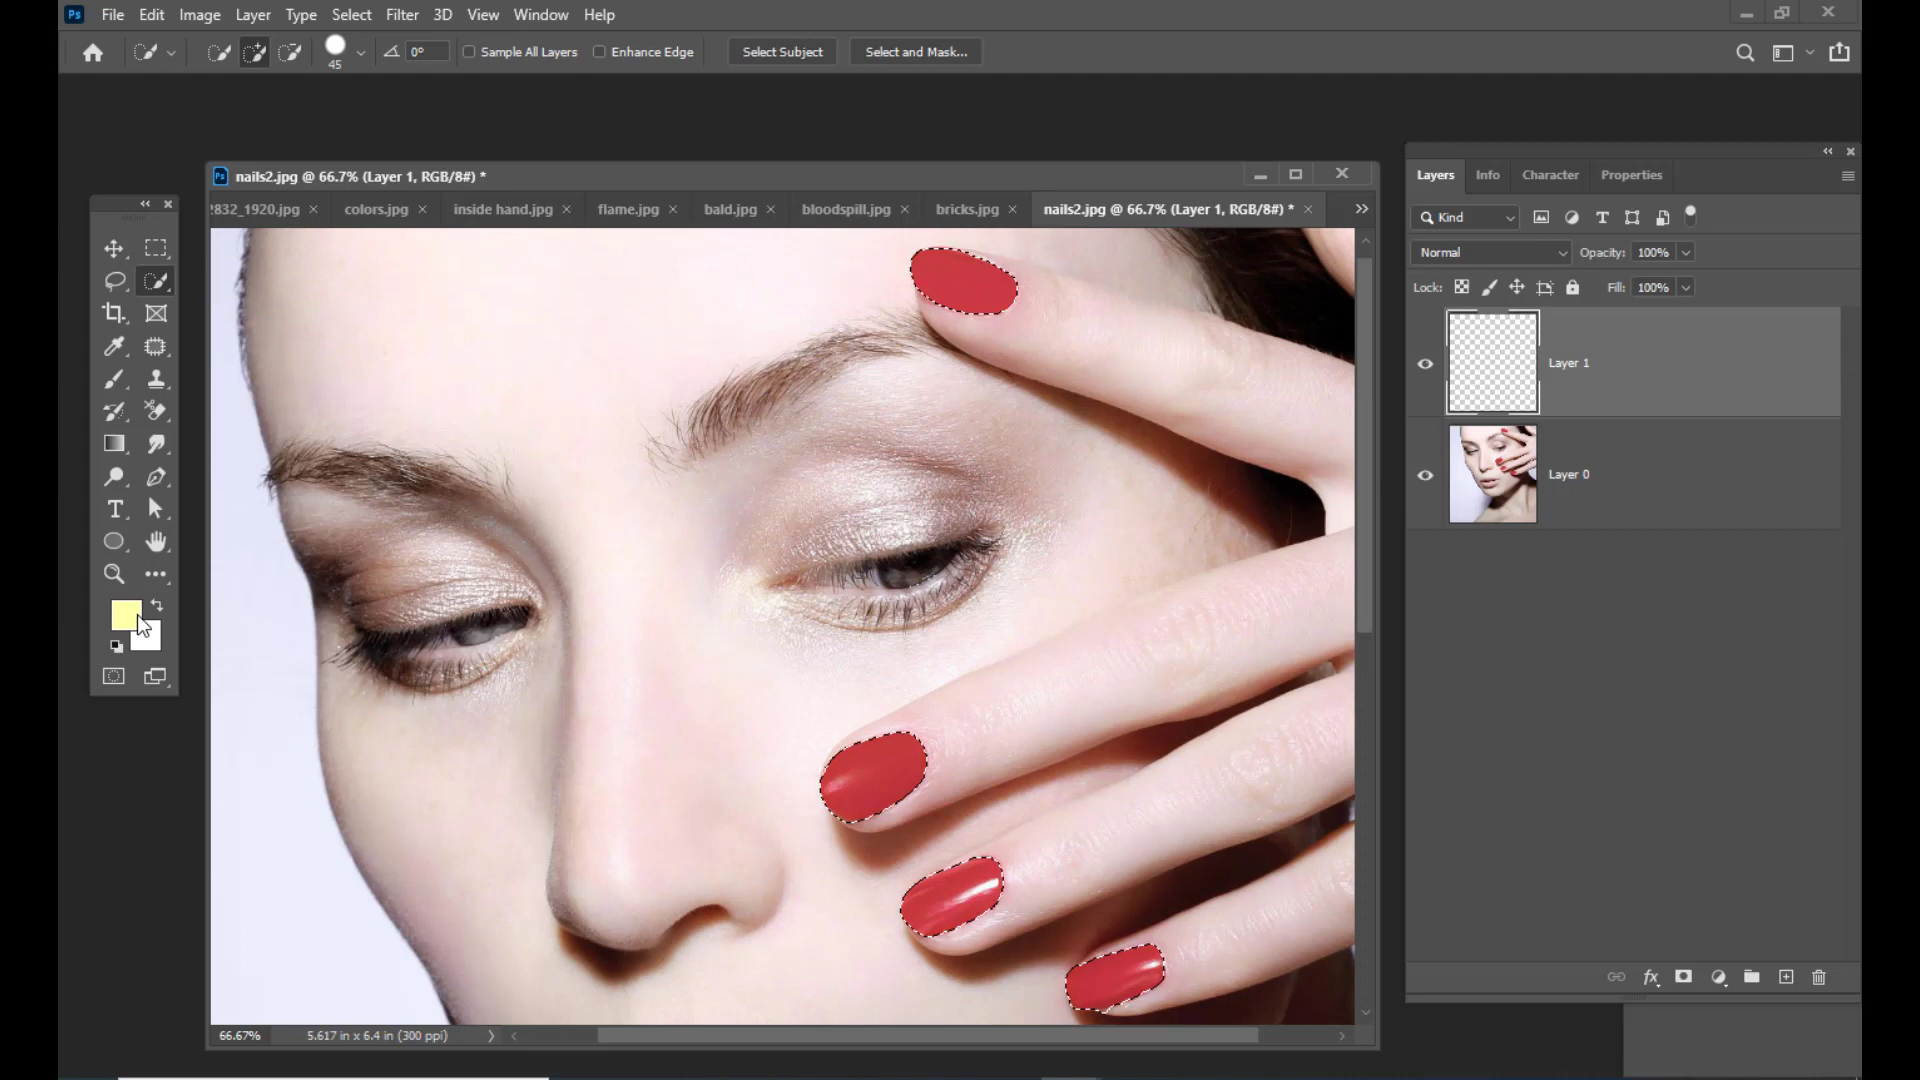 Ps File Edit Image Layer Type Select Filter 3D View Window Help
45 0° Sample All Layers Enhance Edge Select Subject Select and Mask...
Ps nails2.jpg @ 66.7% (Layer 1, RGB/8#) *
2832_1920.jpg colors.jpg inside hand.jpg flame.jpg bald.jpg bloodspill.jpg bricks.jpg nails2.jpg @ 66.7% (Layer 1, RGB/8#) *
Layers Info Character Properties
Kind
Normal Opacity: 100%
Lock: Fill: 100%
Layer 1
Layer 0
fx
66.67% 5.617 in x 6.4 in (300 ppi)